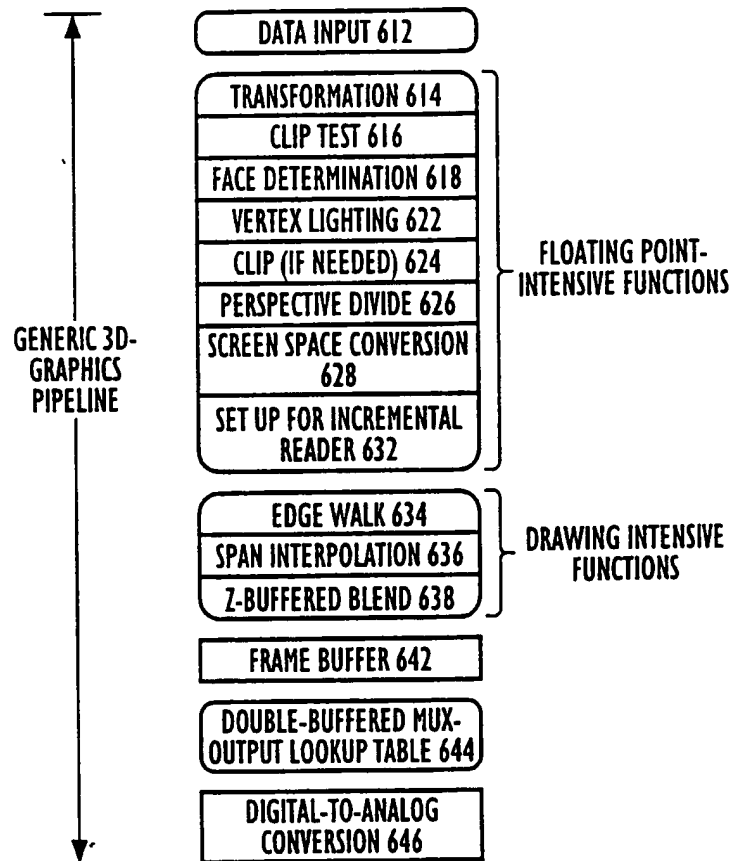 DATA INPUT 612
TRANSFORMATION 614
CLIP TEST 616
FACE DETERMINATION 618
VERTEX LIGHTING 622
CLIP (IF NEEDED) 624
PERSPECTIVE DIVIDE 626
SCREEN SPACE CONVERSION
628
SET UP FOR INCREMENTAL
READER 632
FLOATING POINT-
INTENSIVE FUNCTIONS
GENERIC 3D-
GRAPHICS
PIPELINE
EDGE WALK 634
SPAN INTERPOLATION 636
Z-BUFFERED BLEND 638
DRAWING INTENSIVE
FUNCTIONS
FRAME BUFFER 642
DOUBLE-BUFFERED MUX-
OUTPUT LOOKUP TABLE 644
DIGITAL-TO-ANALOG
CONVERSION 646